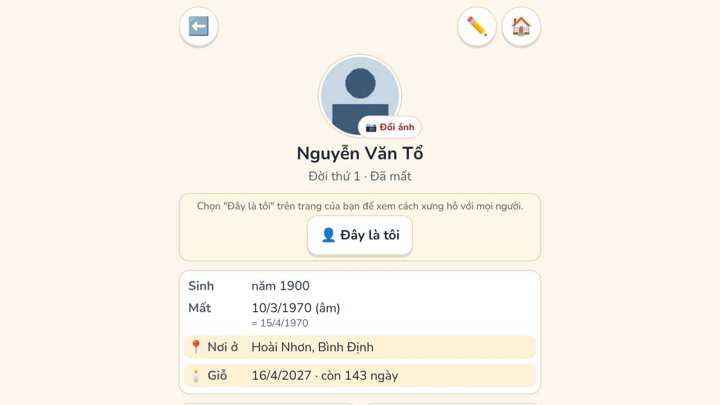 Đổi ảnh
Nguyễn Văn Tổ
Đời thứ 1 · Đã mất
Chọn "Đây là tôi" trên trang của bạn để xem cách xưng hô với mọi người.
Đây là tôi
Sinh năm 1900
Mất 10/3/1970 (âm)
= 15/4/1970
Nơi ở Hoài Nhơn, Bình Định
Giỗ 16/4/2027 · còn 143 ngày